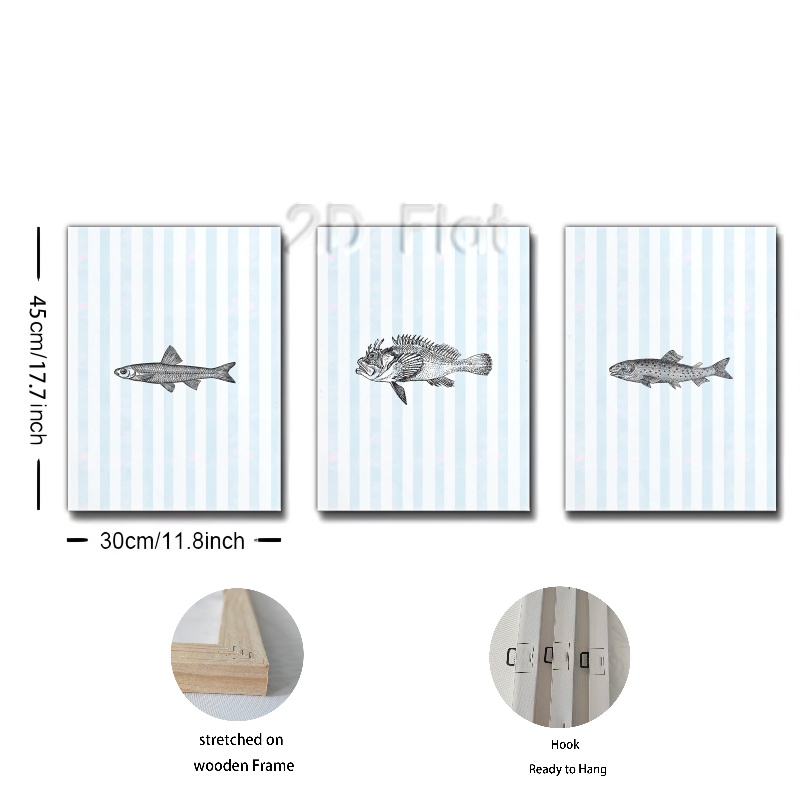 2D Flat
45cm/17.7inch
30cm/11.8inch
stretched on
wooden Frame
Hook
Ready to Hang